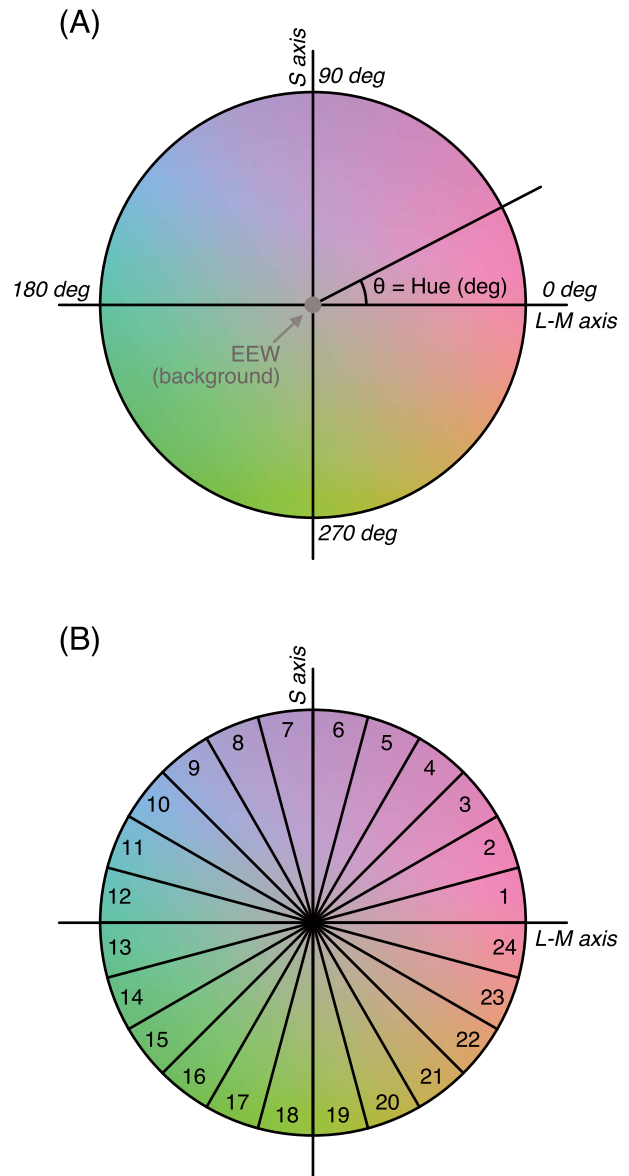 (A)
S axis
90 deg
180 deg
θ = Hue (deg)
0 deg
L-M axis
EEW
(background)
270 deg
(B)
S axis
7
6
8
5
9
4
10
3
11
2
12
1
L-M axis
13
24
14
23
15
22
16
21
17
20
18
19